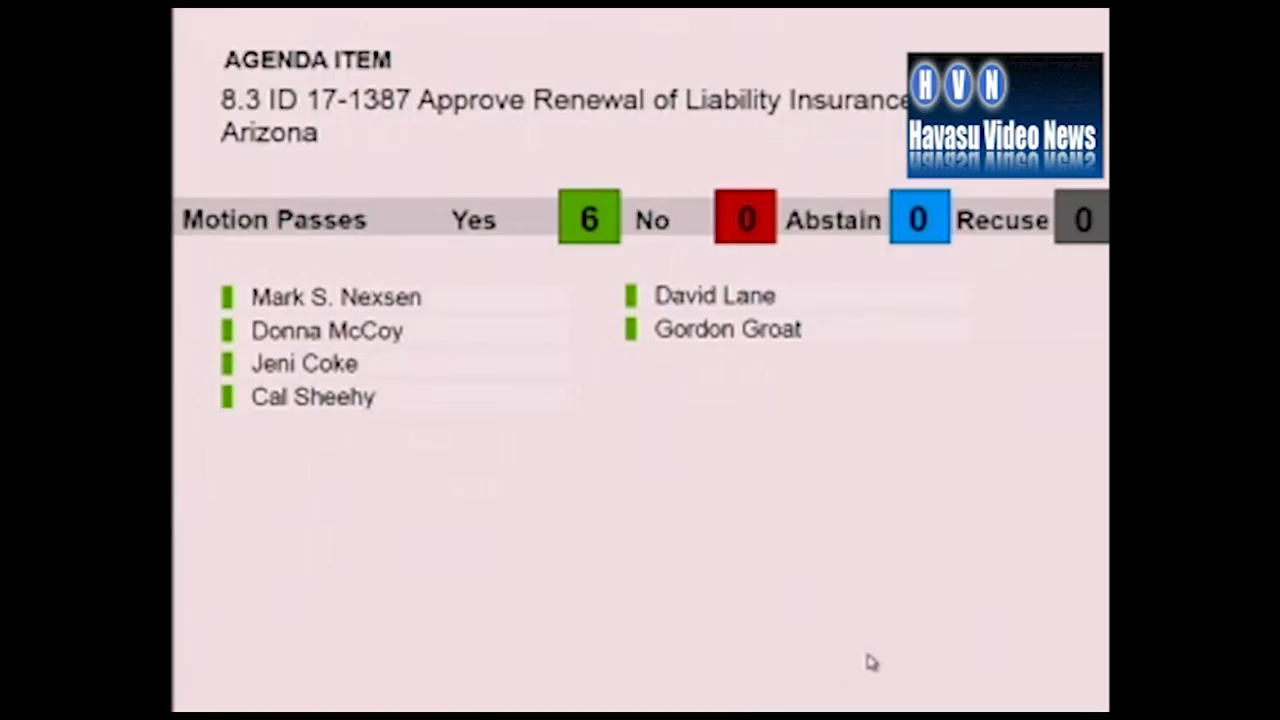 AGENDA ITEM
8.3 ID 17-1387 Approve Renewal of Liability Insurance
Arizona
H V N
Havasu Video News
Motion Passes Yes 6 No 0 Abstain 0 Recuse 0
Mark S. Nexsen
Donna McCoy
Jeni Coke
Cal Sheehy
David Lane
Gordon Groat